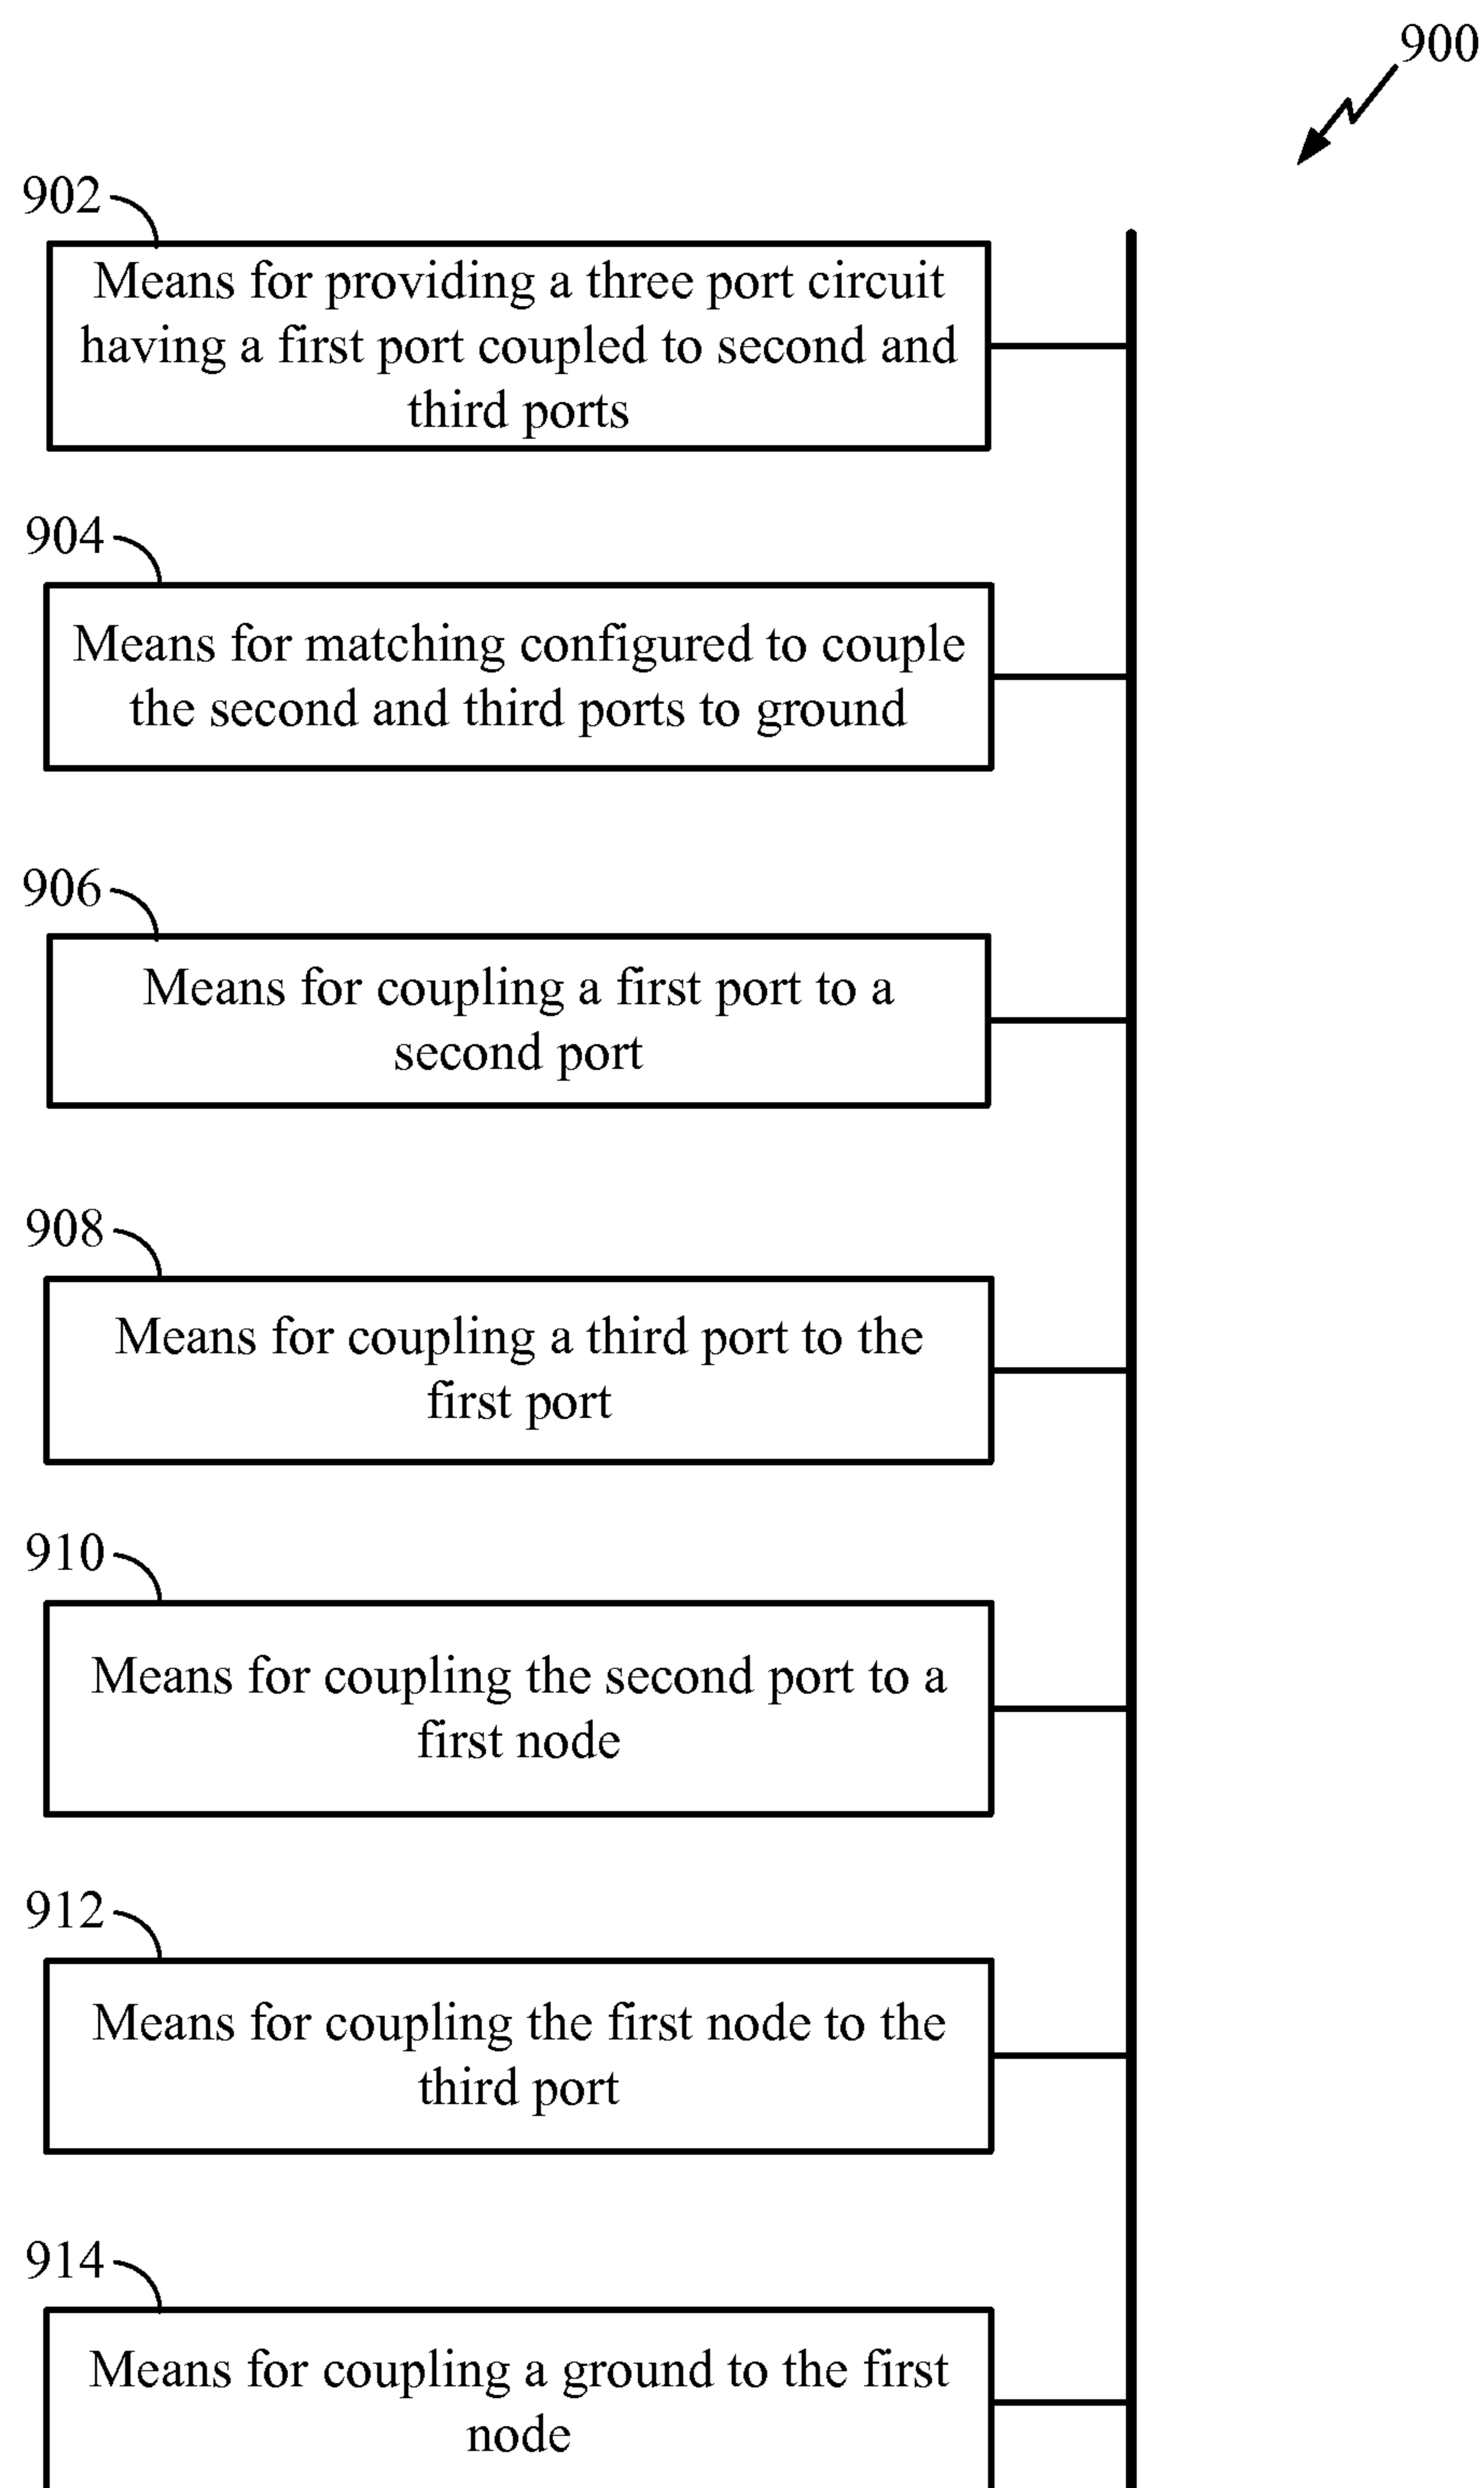 900
902
Means for providing a three port circuit
having a first port coupled to second and
third ports
904
Means for matching configured to couple
the second and third ports to ground
906
Means for coupling a first port to a
second port
908
Means for coupling a third port to the
first port
910
Means for coupling the second port to a
first node
912
Means for coupling the first node to the
third port
914
Means for coupling a ground to the first
node